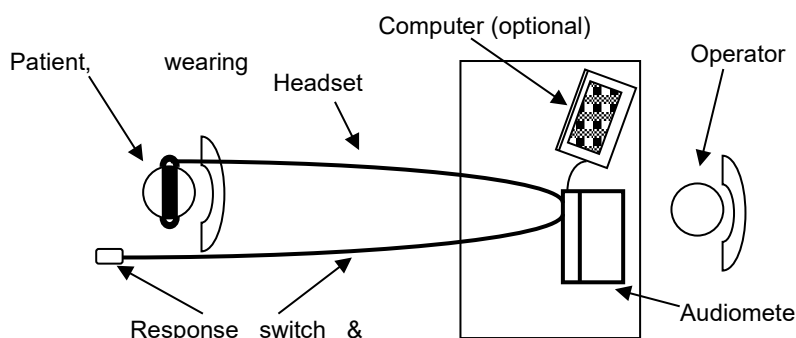 Computer (optional)
Operator
Patient, wearing
Headset
Audiomete
Response switch &